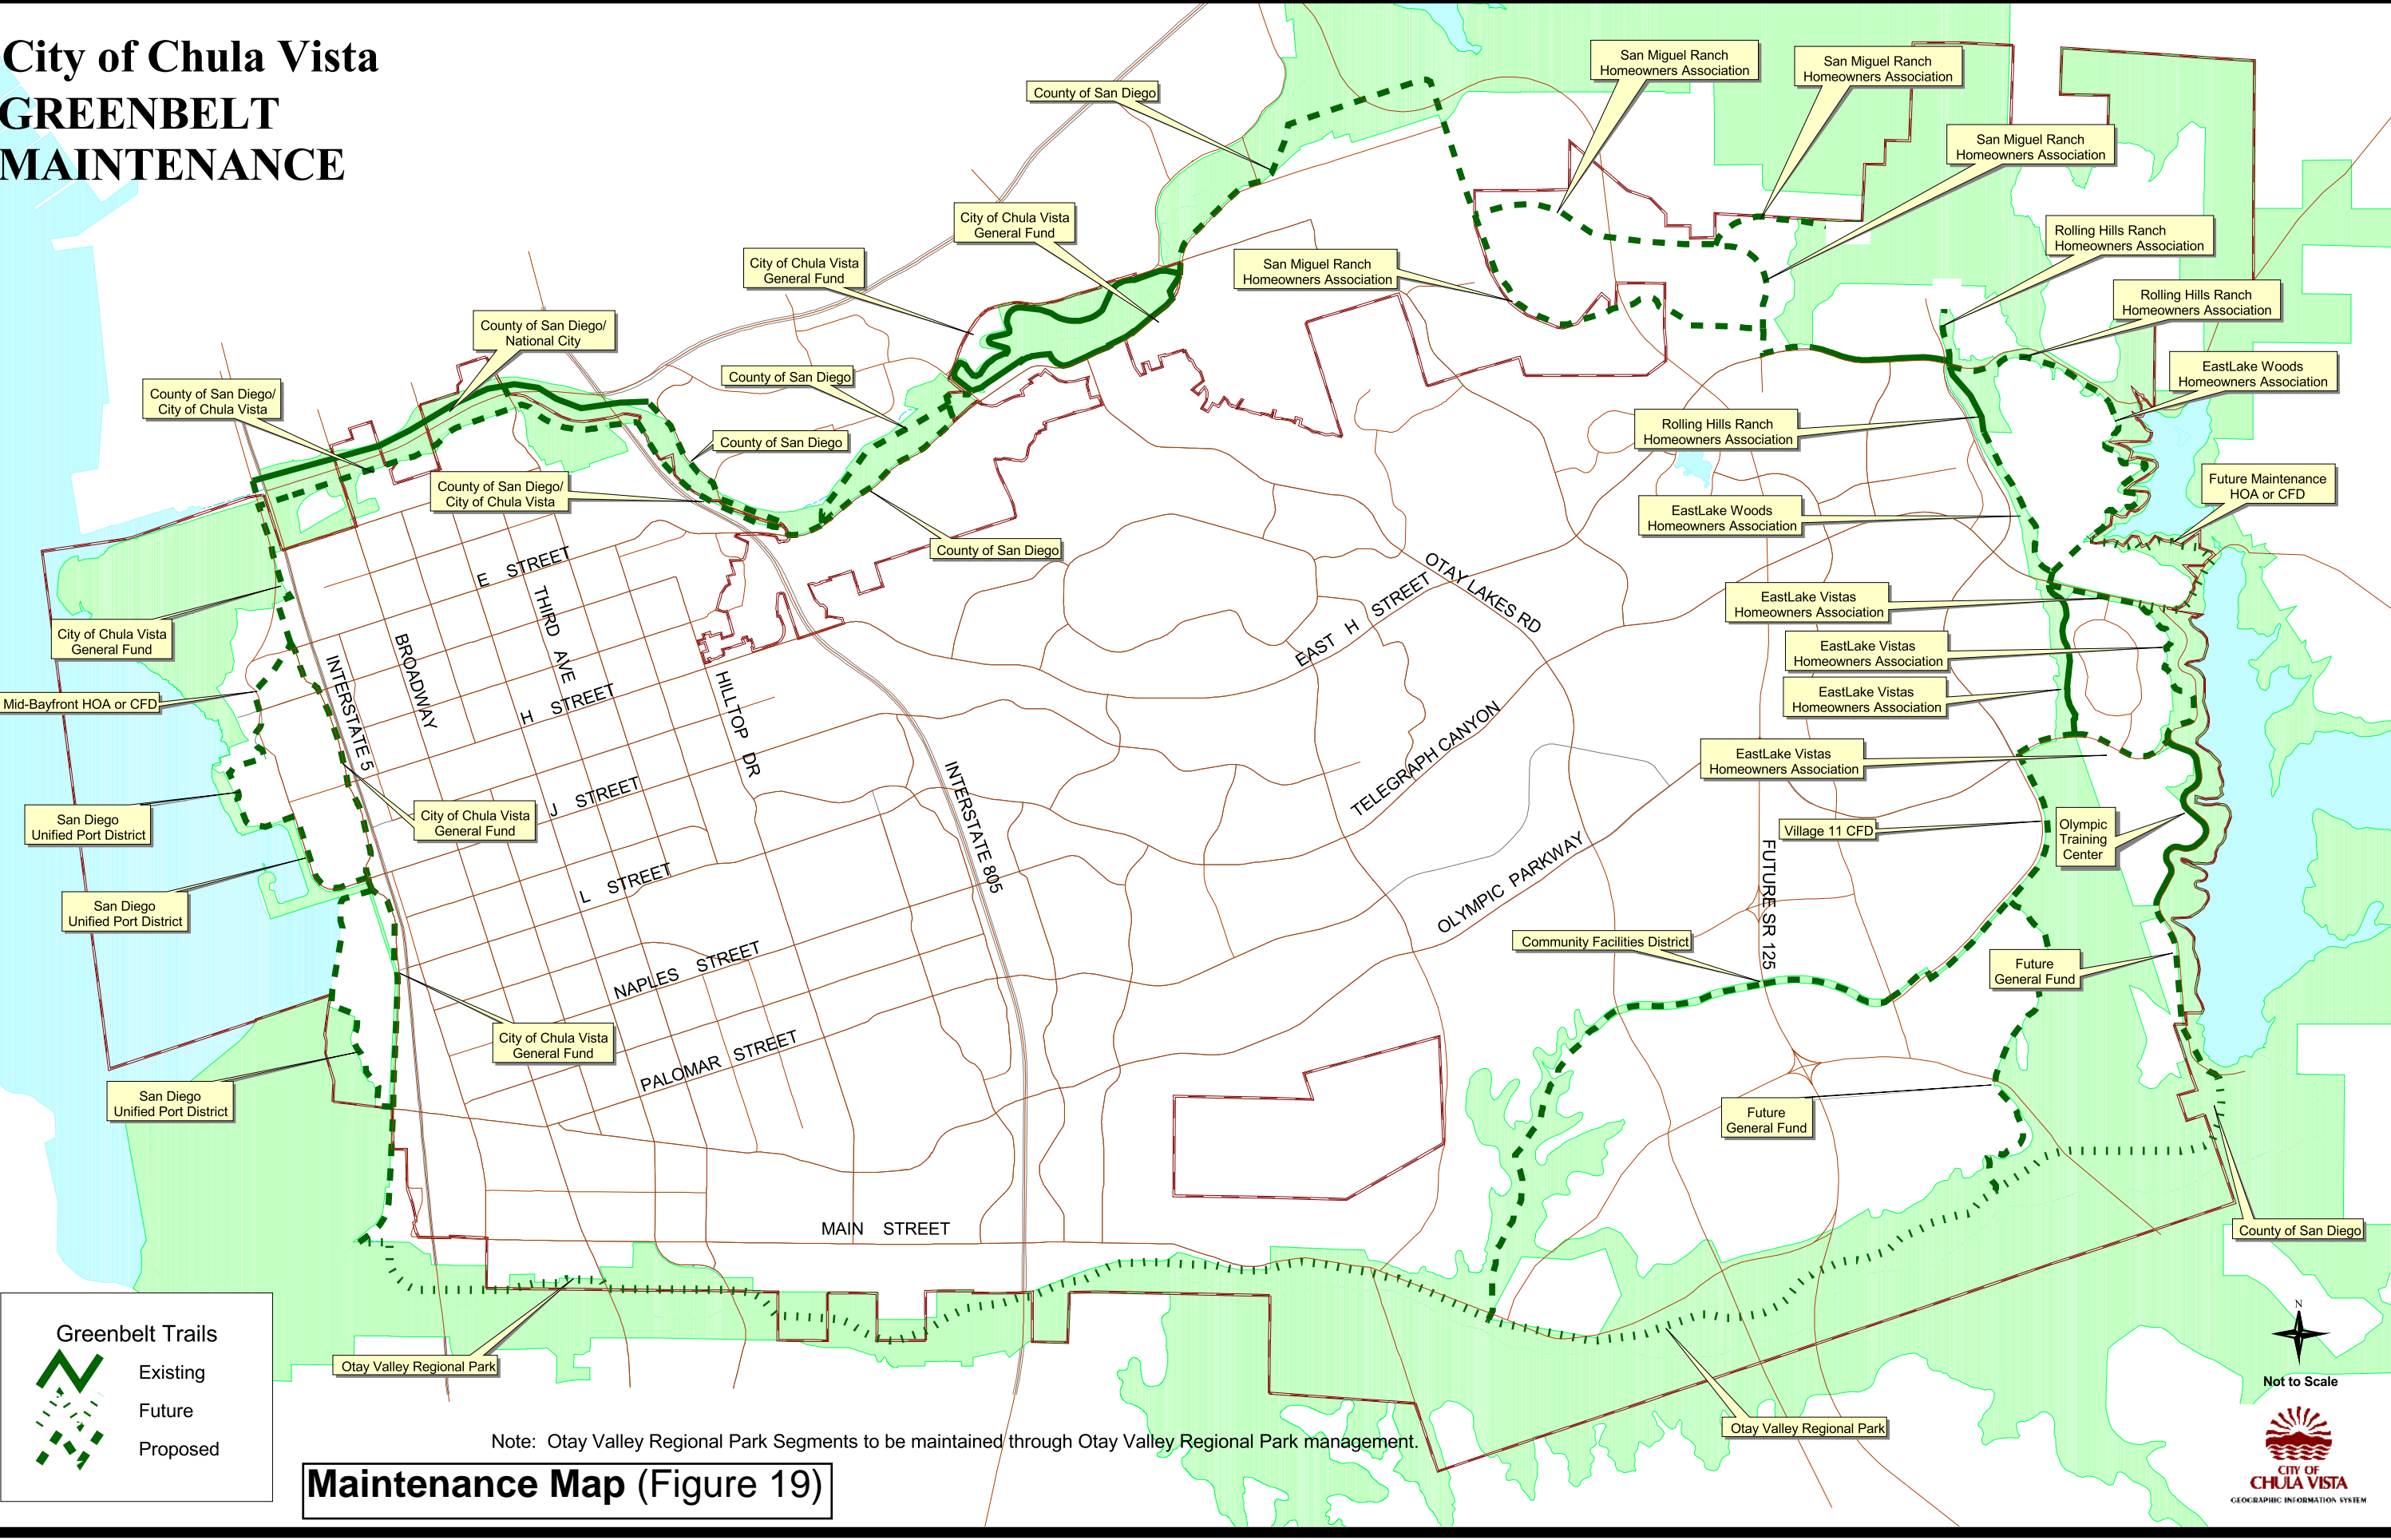 City of Chula Vista
GREENBELT
MAINTENANCE
County of San Diego
San Miguel Ranch
Homeowners Association
San Miguel Ranch
Homeowners Association
San Miguel Ranch
Homeowners Association
City of Chula Vista
General Fund
Rolling Hills Ranch
Homeowners Association
City of Chula Vista
General Fund
San Miguel Ranch
Homeowners Association
Rolling Hills Ranch
Homeowners Association
County of San Diego/
National City
EastLake Woods
Homeowners Association
County of San Diego/
City of Chula Vista
County of San Diego
Rolling Hills Ranch
Homeowners Association
County of San Diego
County of San Diego/
City of Chula Vista
Future Maintenance
HOA or CFD
EastLake Woods
Homeowners Association
County of San Diego
E STREET
THIRD AVE
OTAY LAKES RD
EAST H STREET
EastLake Vistas
Homeowners Association
City of Chula Vista
General Fund
BROADWAY
INTERSTATE 5
EastLake Vistas
Homeowners Association
Mid-Bayfront HOA or CFD
H STREET
HILLTOP DR
EastLake Vistas
Homeowners Association
TELEGRAPH CANYON
EastLake Vistas
Homeowners Association
INTERSTATE 805
J STREET
San Diego
Unified Port District
City of Chula Vista
General Fund
Village 11 CFD
Olympic
Training
Center
OLYMPIC PARKWAY
FUTURE SR 125
L STREET
San Diego
Unified Port District
Community Facilities District
NAPLES STREET
Future
General Fund
City of Chula Vista
General Fund
PALOMAR STREET
San Diego
Unified Port District
Future
General Fund
MAIN STREET
County of San Diego
Otay Valley Regional Park
Otay Valley Regional Park
Greenbelt Trails
Existing
Future
Proposed
N
Not to Scale
Note: Otay Valley Regional Park Segments to be maintained through Otay Valley Regional Park management.
Maintenance Map (Figure 19)
CITY OF
CHULA VISTA
GEOGRAPHIC INFORMATION SYSTEM